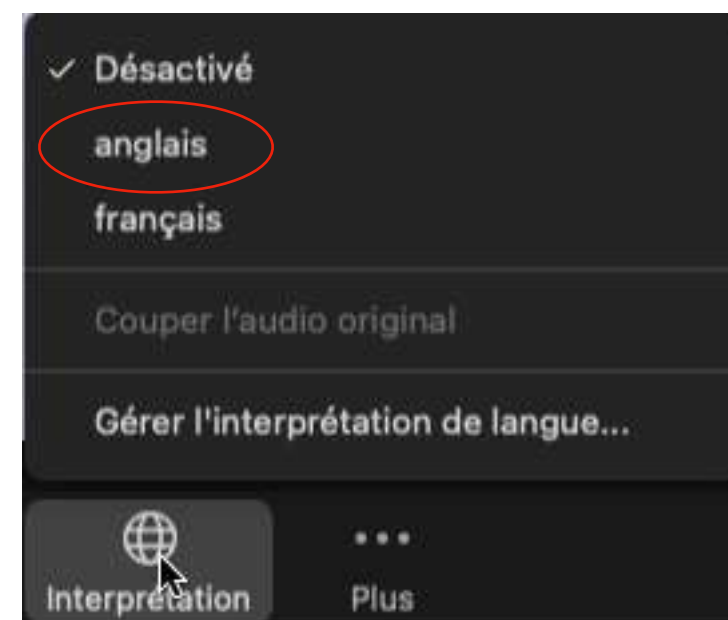 Désactivé
anglais
français
Couper l'audio original
Gérer l'interprétation de langue...
Interprétation
Plus